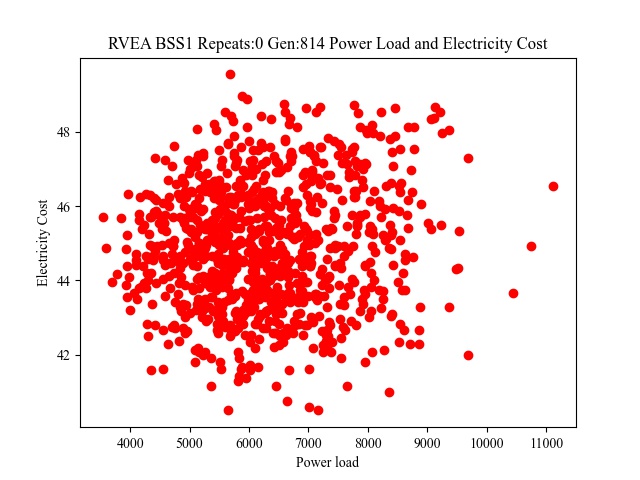 RVEA BSS1 Repeats:0 Gen:814 Power Load and Electricity Cost
48
46
44
42
Electricity Cost
4000 5000 6000 7000 8000 9000 10000 11000
Power load